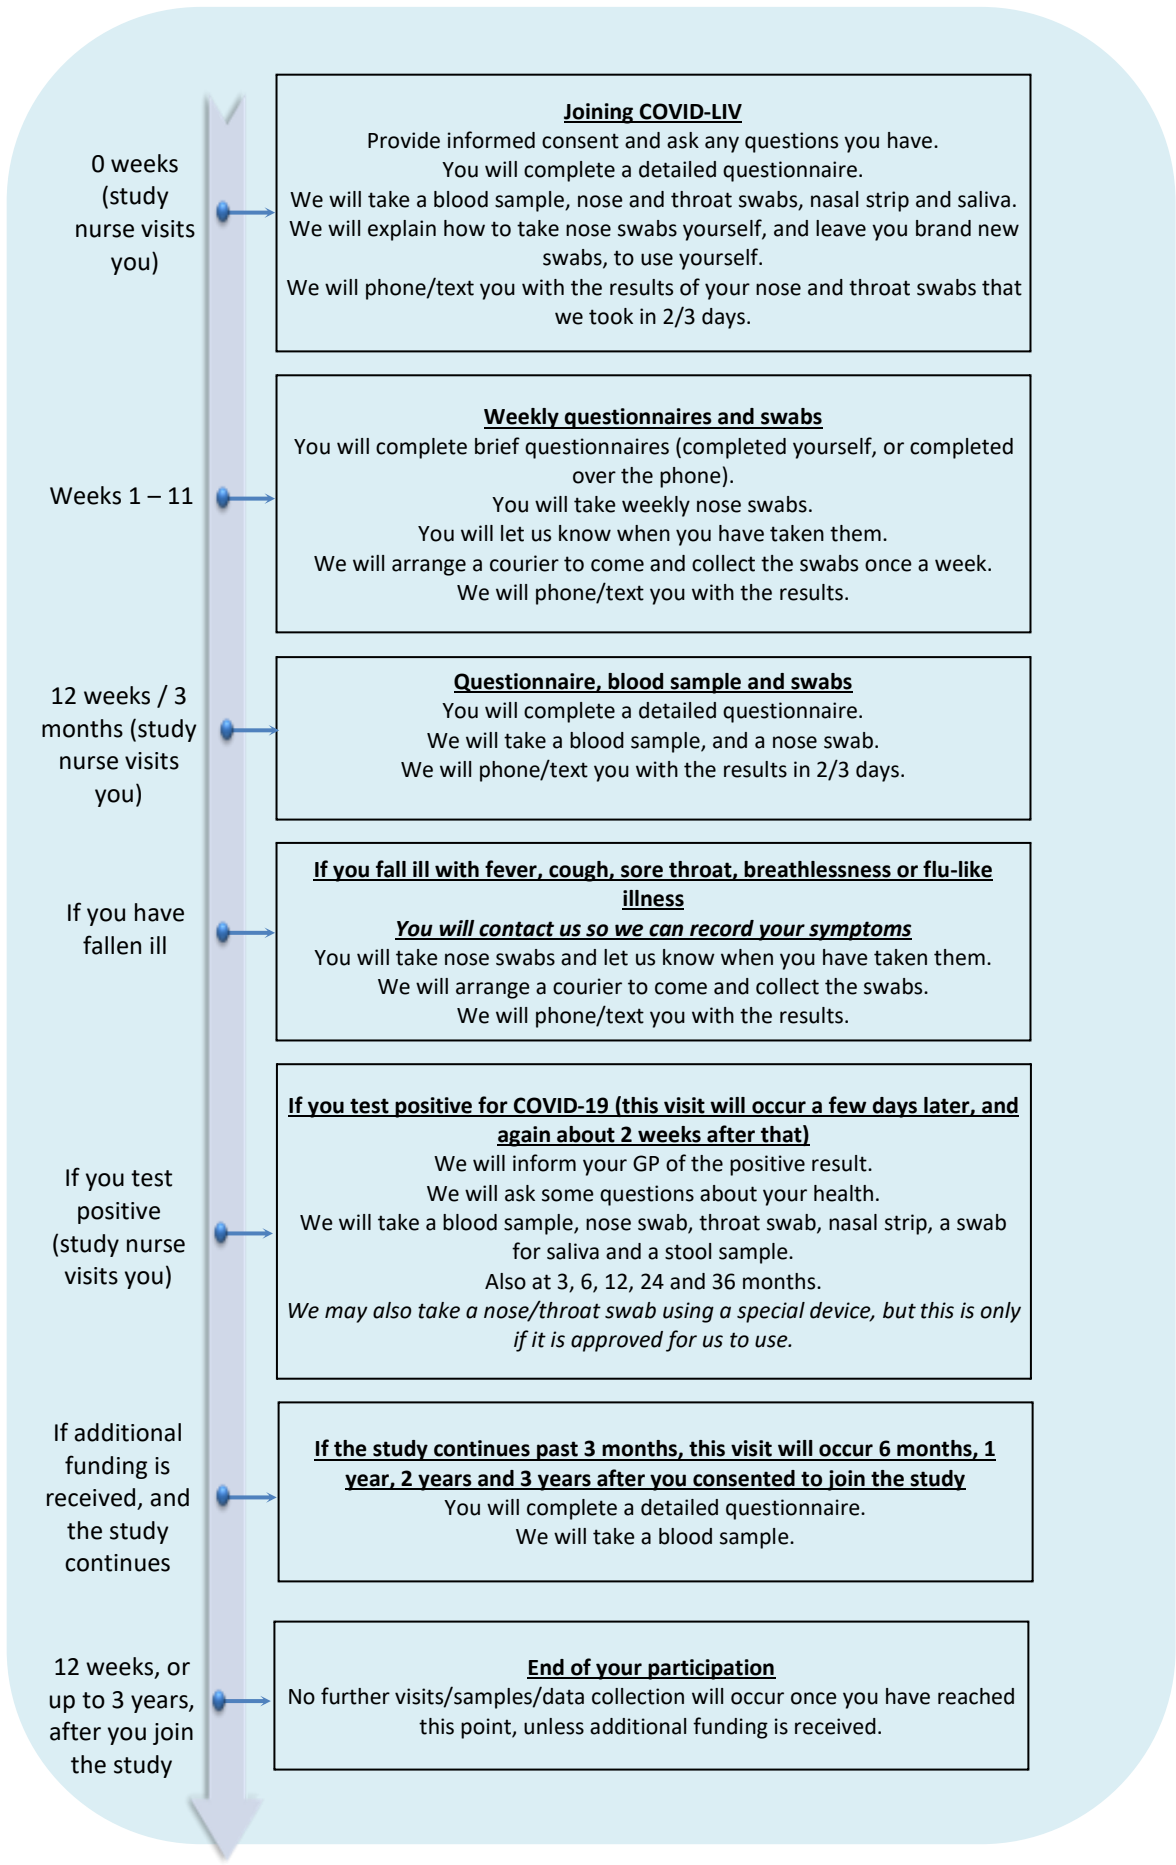 0 weeks
(study
nurse visits
you)
Joining COVID-LIV
Provide informed consent and ask any questions you have.
You will complete a detailed questionnaire.
We will take a blood sample, nose and throat swabs, nasal strip and saliva.
We will explain how to take nose swabs yourself, and leave you brand new
swabs, to use yourself.
We will phone/text you with the results of your nose and throat swabs that
we took in 2/3 days.
Weeks 1 – 11
Weekly questionnaires and swabs
You will complete brief questionnaires (completed yourself, or completed
over the phone).
You will take weekly nose swabs.
You will let us know when you have taken them.
We will arrange a courier to come and collect the swabs once a week.
We will phone/text you with the results.
12 weeks / 3
months (study
nurse visits
you)
Questionnaire, blood sample and swabs
You will complete a detailed questionnaire.
We will take a blood sample, and a nose swab.
We will phone/text you with the results in 2/3 days.
If you have
fallen ill
If you fall ill with fever, cough, sore throat, breathlessness or flu-like
illness
You will contact us so we can record your symptoms
You will take nose swabs and let us know when you have taken them.
We will arrange a courier to come and collect the swabs.
We will phone/text you with the results.
If you test
positive
(study nurse
visits you)
If you test positive for COVID-19 (this visit will occur a few days later, and
again about 2 weeks after that)
We will inform your GP of the positive result.
We will ask some questions about your health.
We will take a blood sample, nose swab, throat swab, nasal strip, a swab
for saliva and a stool sample.
Also at 3, 6, 12, 24 and 36 months.
We may also take a nose/throat swab using a special device, but this is only
if it is approved for us to use.
If additional
funding is
received, and
the study
continues
If the study continues past 3 months, this visit will occur 6 months, 1
year, 2 years and 3 years after you consented to join the study
You will complete a detailed questionnaire.
We will take a blood sample.
12 weeks, or
up to 3 years,
after you join
the study
End of your participation
No further visits/samples/data collection will occur once you have reached
this point, unless additional funding is received.